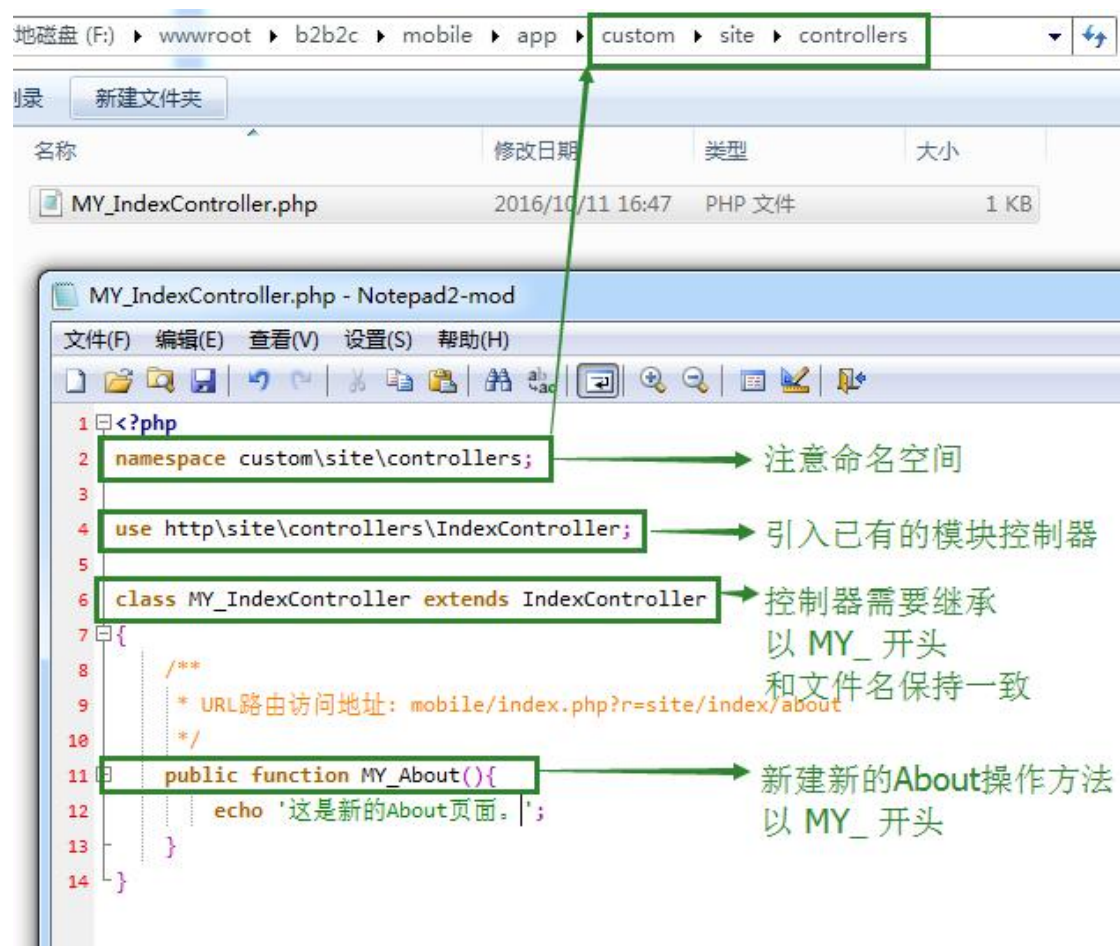 地磁盘 (F:) ▸ wwwroot ▸ b2b2c ▸ mobile ▸ app ▸ custom ▸ site ▸ controllers
刂录 新建文件夹
名称 修改日期 类型 大小
MY_IndexController.php 2016/10/11 16:47 PHP 文件 1 KB
MY_IndexController.php - Notepad2-mod
文件(F) 编辑(E) 查看(V) 设置(S) 帮助(H)
1 <?php
2 namespace custom\site\controllers; 注意命名空间
3
4 use http\site\controllers\IndexController; 引入已有的模块控制器
5
6 class MY_IndexController extends IndexController 控制器需要继承
以 MY_ 开头
和文件名保持一致
7 {
8 /**
9 * URL路由访问地址: mobile/index.php?r=site/index/about
10 */
11 public function MY_About(){ 新建新的About操作方法
以 MY_ 开头
12 echo '这是新的About页面。';
13 }
14 }